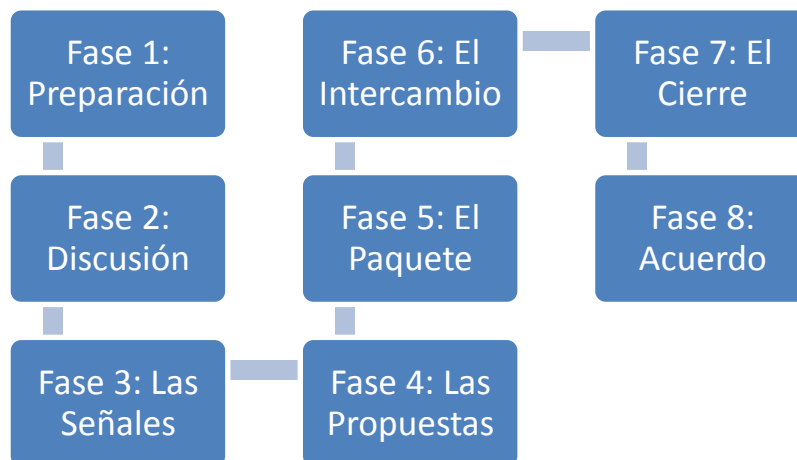 Fase 1:
Preparación
Fase 2:
Discusión
Fase 3: Las
Señales
Fase 4: Las
Propuestas
Fase 5: El
Paquete
Fase 6: El
Intercambio
Fase 7: El
Cierre
Fase 8:
Acuerdo